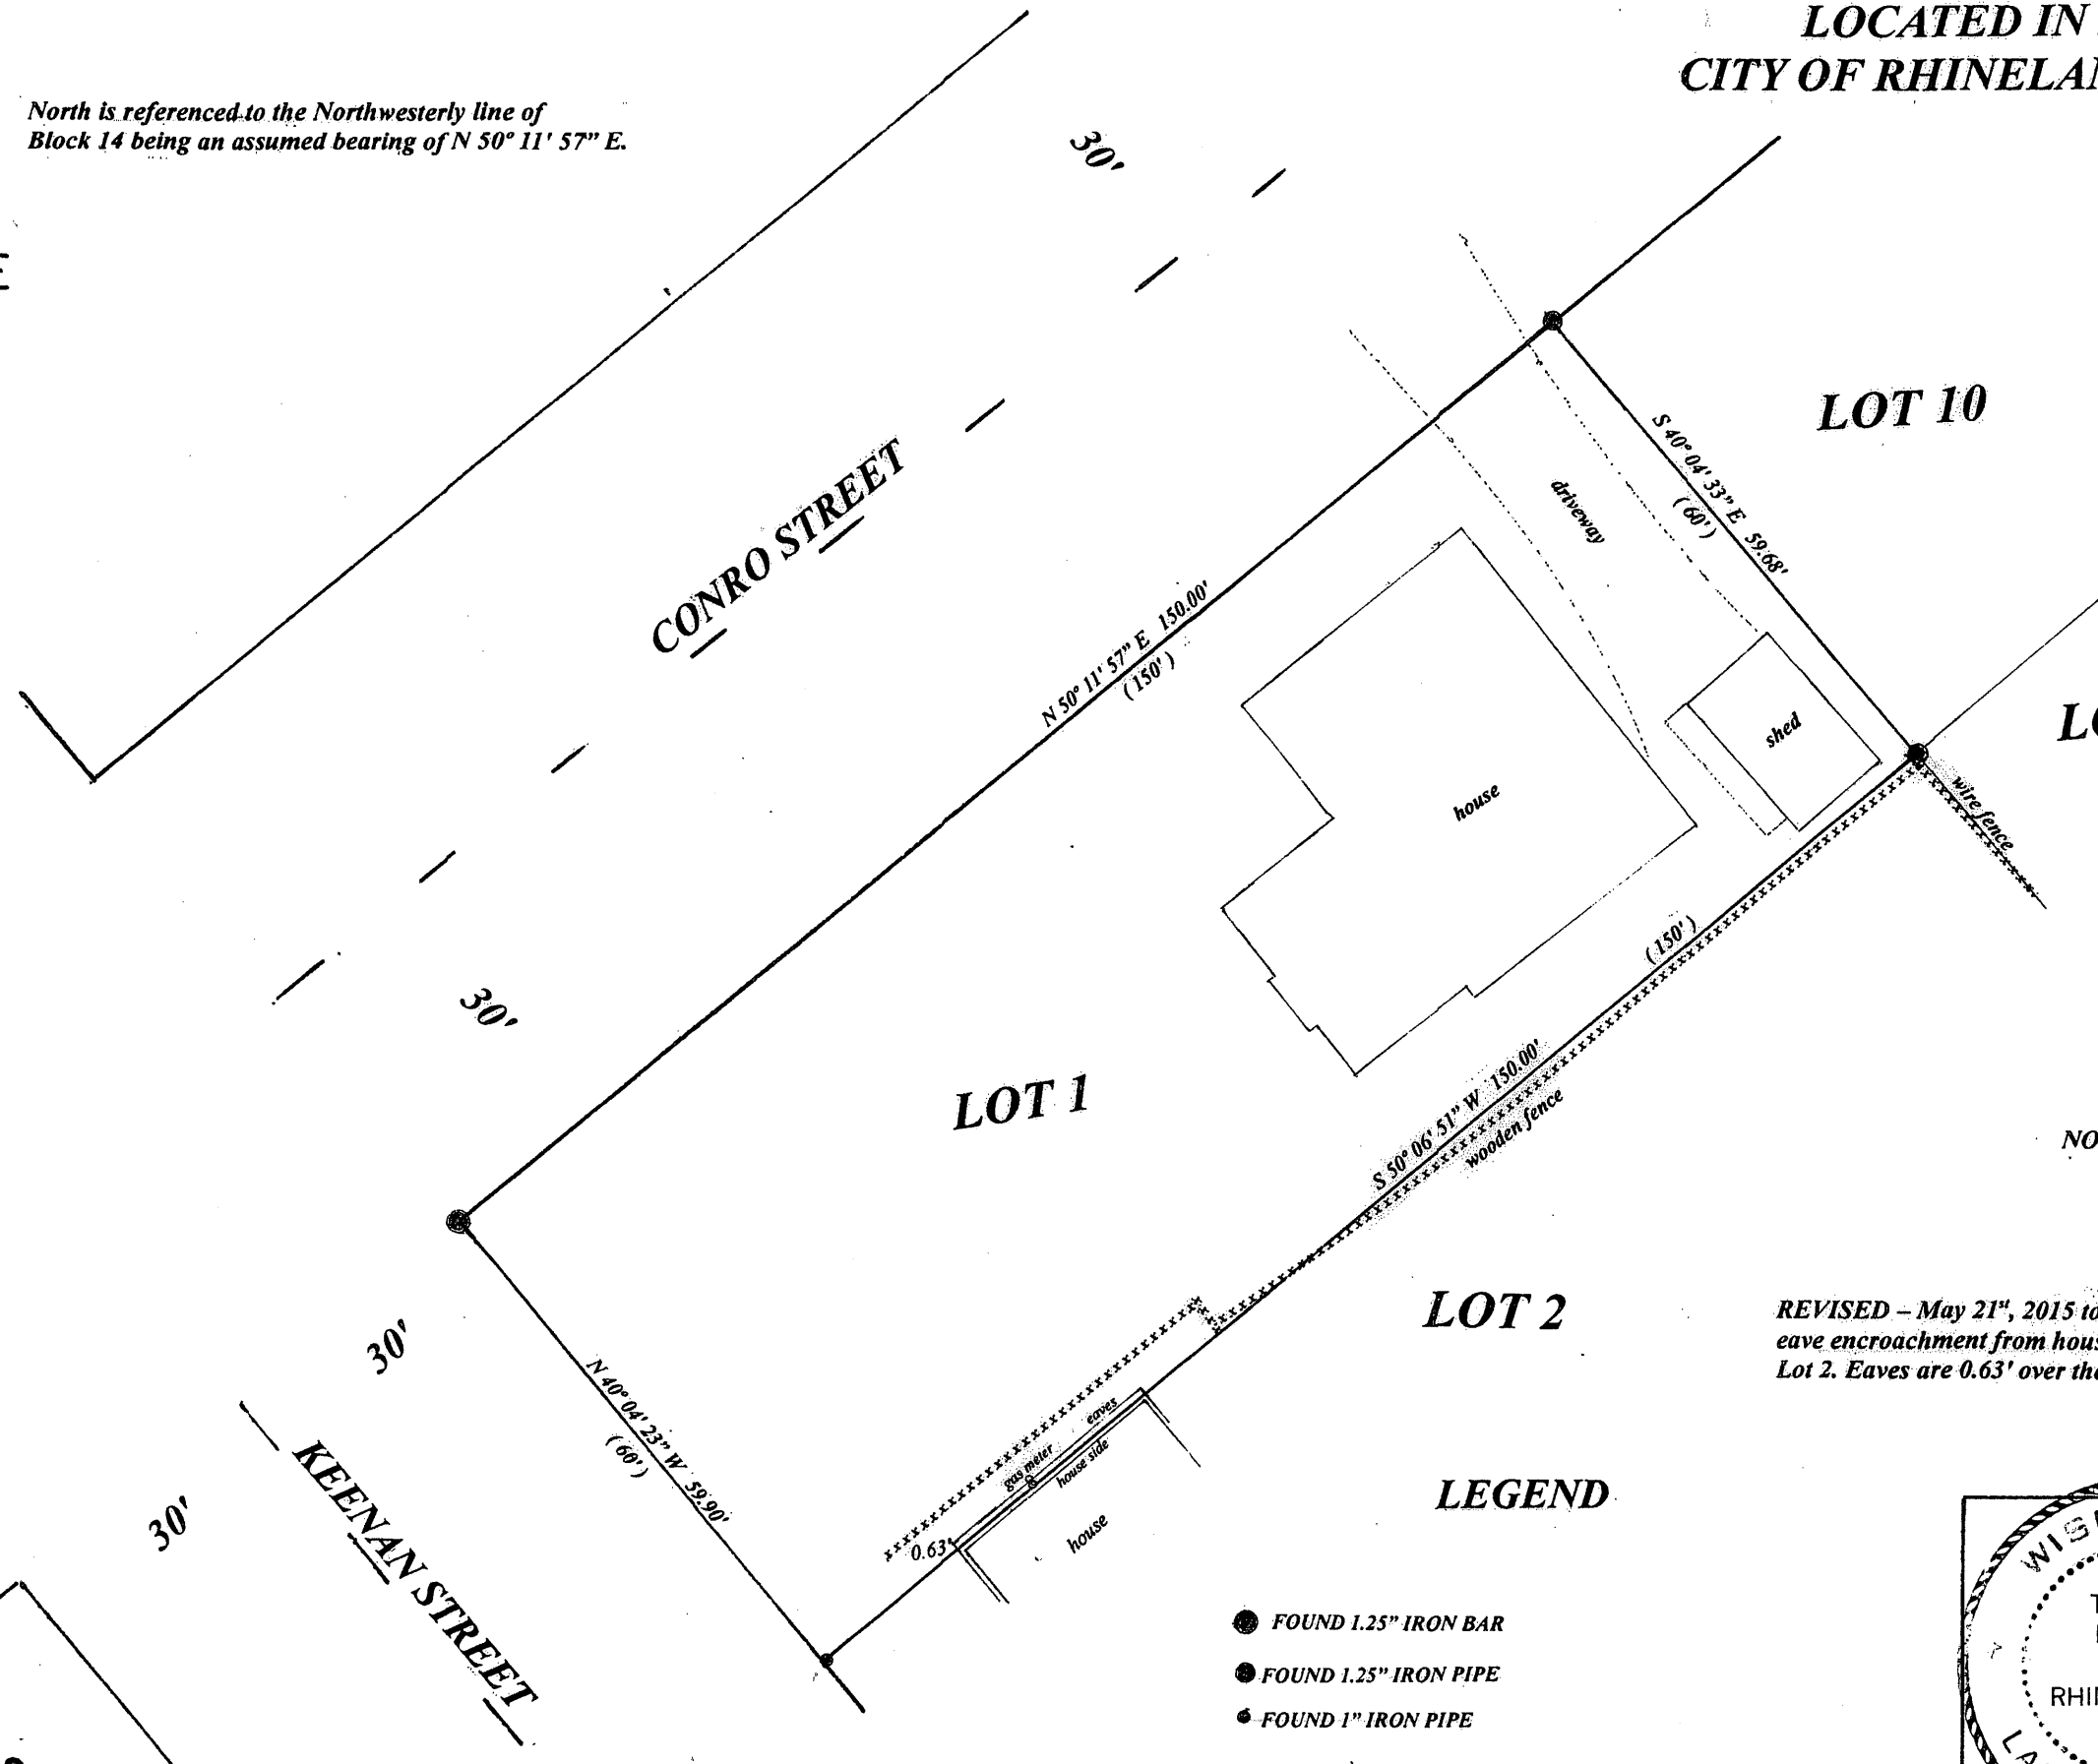 LOCATED IN
CITY OF RHINELAN
North is referenced to the Northwesterly line of
Block 14 being an assumed bearing of N 50° 11' 57" E.
30'
LOT 10
S 40° 04' 33" E 59.68'
(60')
driveway
CONRO STREET
N 50° 11' 57" E 150.00'
(150')
shed
house
wire fence
(150')
30'
LOT 1
S 50° 06' 51" W 150.00'
wooden fence
NO
LOT 2
REVISED – May 21st, 2015 to
eave encroachment from hous
Lot 2. Eaves are 0.63' over the
30'
N 40° 04' 23" W 59.90'
(60')
eaves
gas meter
house side
0.63'
house
KEENAN STREET
30'
LEGEND
FOUND 1.25" IRON BAR
FOUND 1.25" IRON PIPE
FOUND 1" IRON PIPE
WIS
RHI
LA